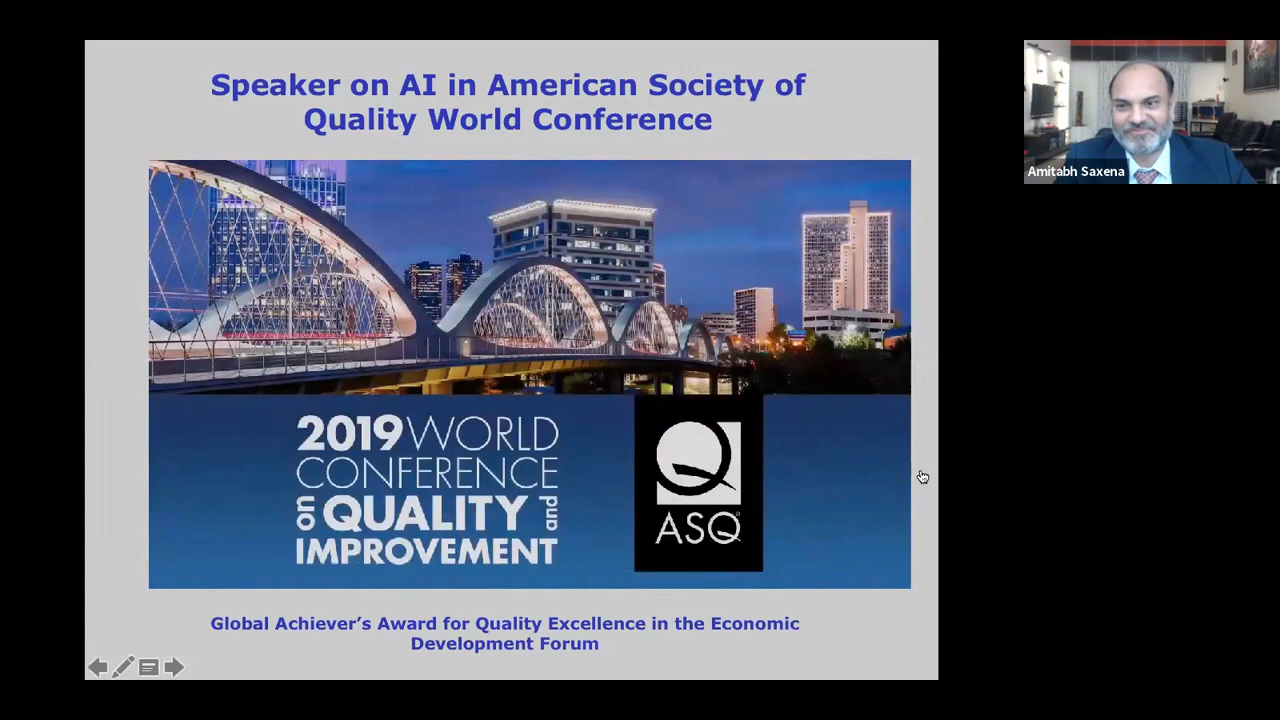 Speaker on AI in American Society of
Quality World Conference
2019 WORLD
CONFERENCE
on QUALITY and
IMPROVEMENT
ASQ
Global Achiever’s Award for Quality Excellence in the Economic
Development Forum
Amitabh Saxena